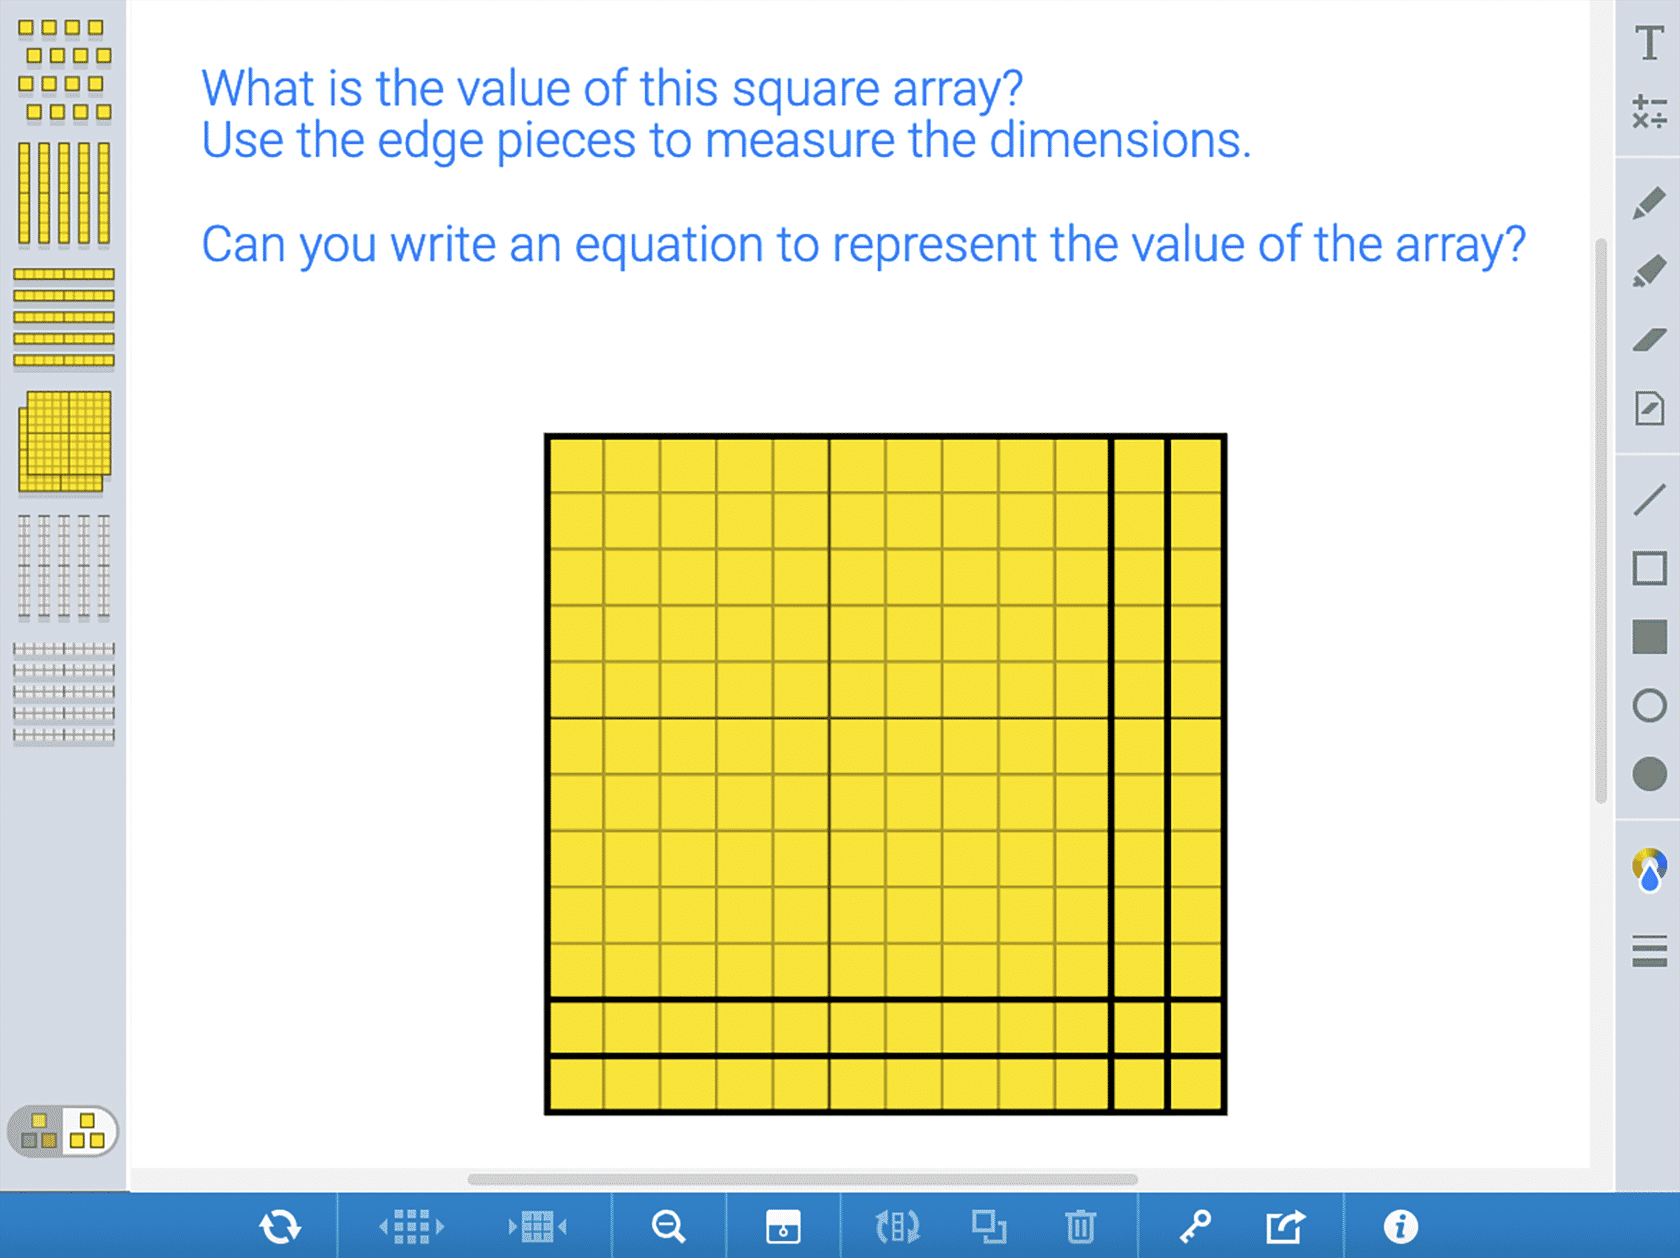 What is the value of this square array?
Use the edge pieces to measure the dimensions.
Can you write an equation to represent the value of the array?